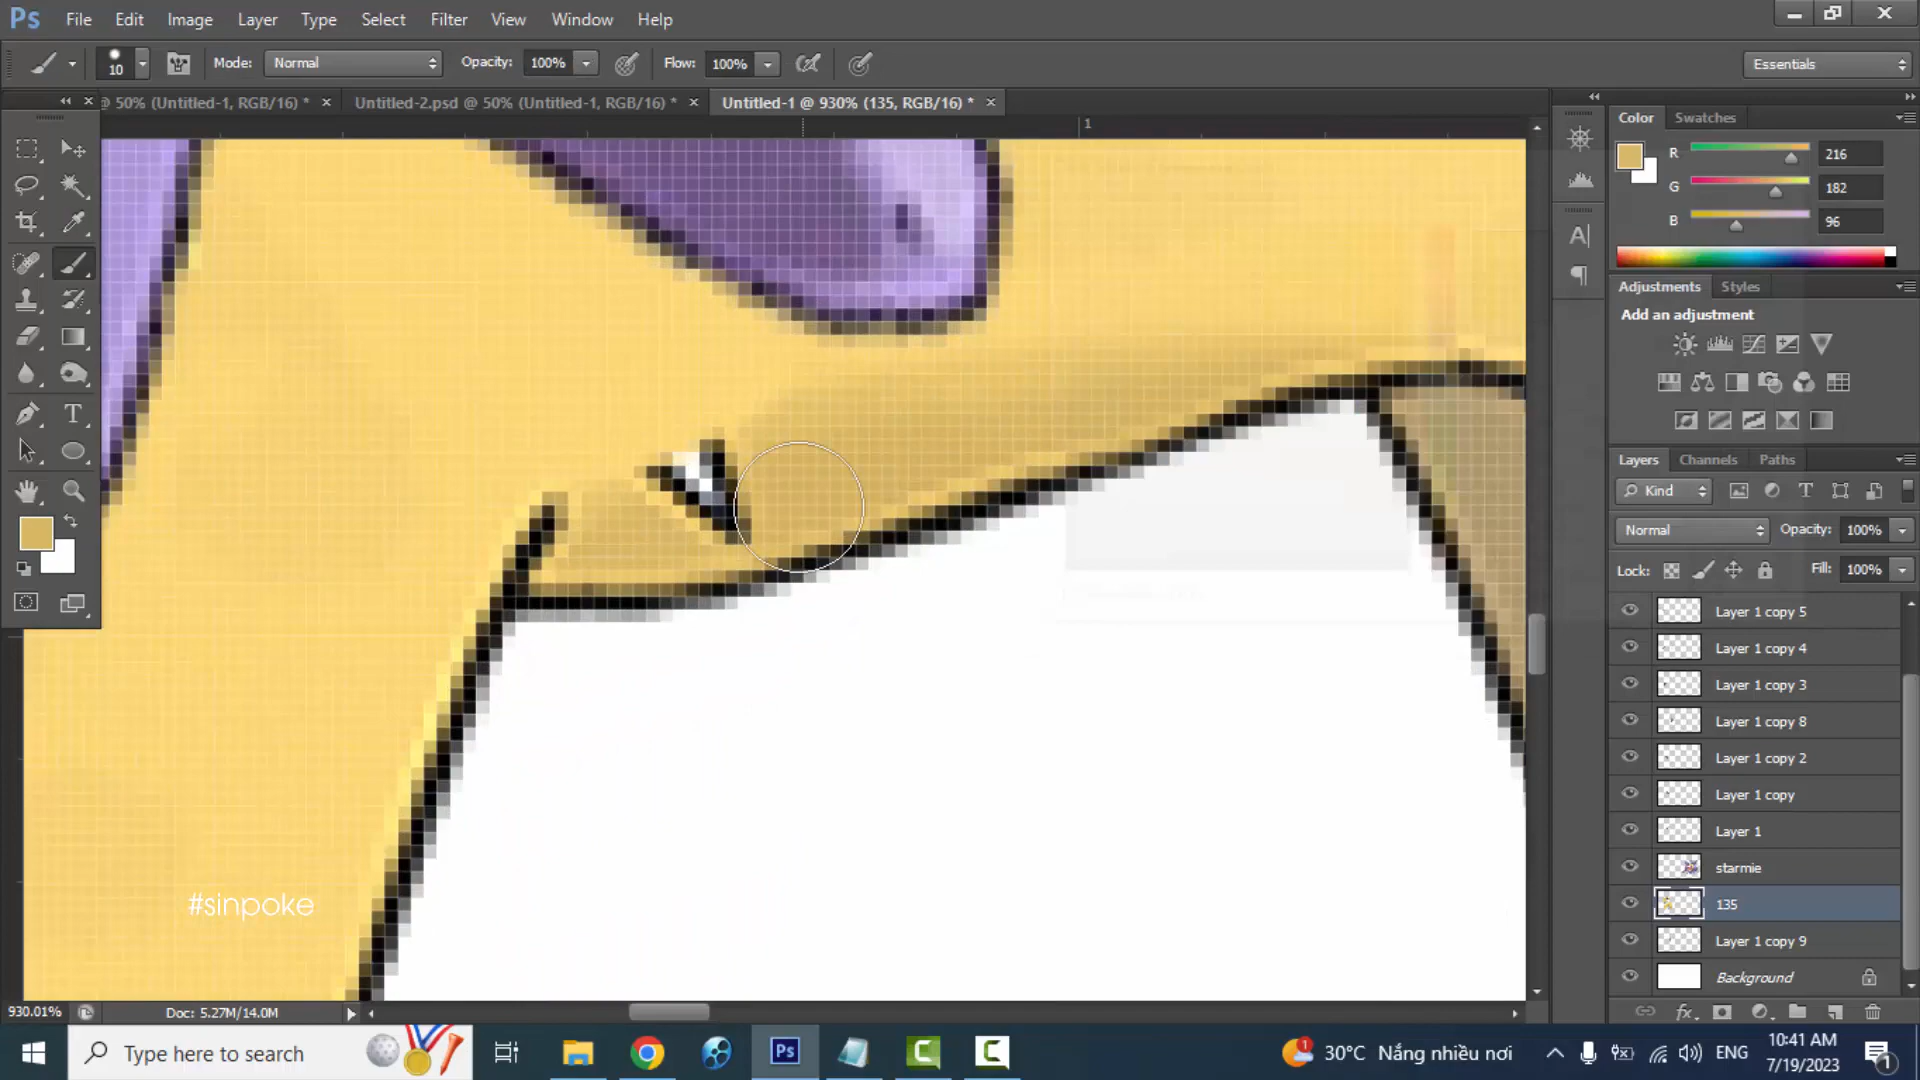 Ps File Edit Image Layer Type Select Filter View Window Help
10 Mode: Normal Opacity: 100% Flow: 100% Essentials
@ 50% (Untitled-1, RGB/16) * × Untitled-2.psd @ 50% (Untitled-1, RGB/16) * × Untitled-1 @ 930% (135, RGB/16) * ×
1
Color Swatches
R 216
G 182
B 96
Adjustments Styles
Add an adjustment
Layers Channels Paths
Kind
Normal Opacity: 100%
Lock: Fill: 100%
Layer 1 copy 5
Layer 1 copy 4
Layer 1 copy 3
Layer 1 copy 8
Layer 1 copy 2
Layer 1 copy
Layer 1
starmie
135
Layer 1 copy 9
Background
#sinpoke
930.01% Doc: 5.27M/14.0M
Type here to search
Ps
1 30°C Nắng nhiều nơi ENG
10:41 AM
7/19/2023
1